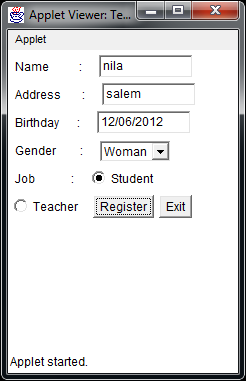 Applet Viewer: Te...
Applet
Name : nila
Address : salem
Birthday : 12/06/2012
Gender : Woman
Job : Student
Teacher Register Exit
Applet started.